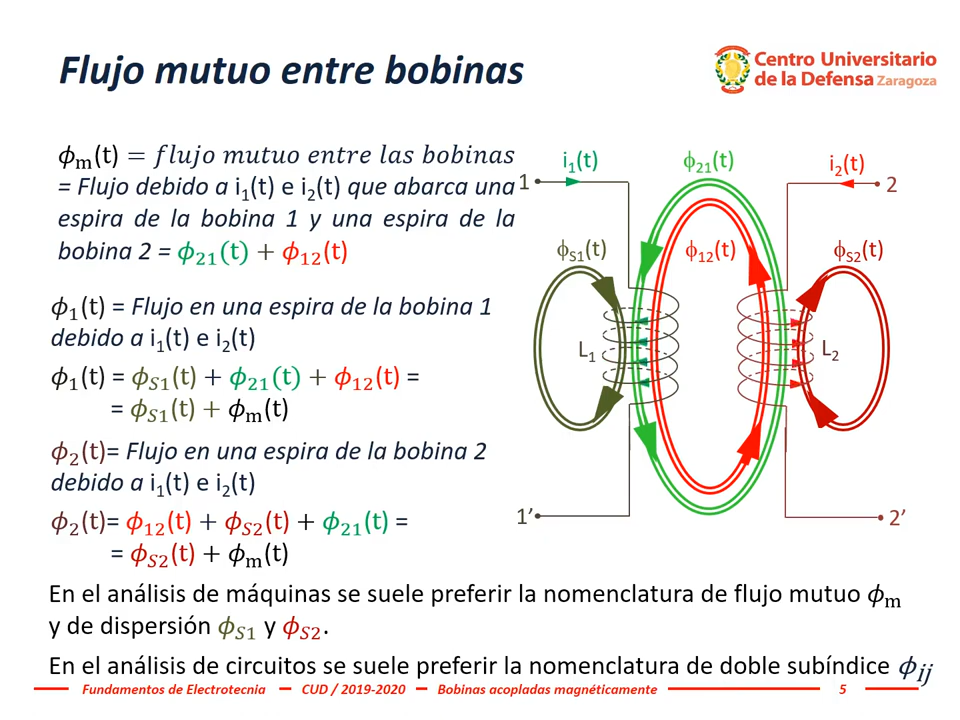 Flujo mutuo entre bobinas
Centro Universitario
de la Defensa Zaragoza
ϕm(t) = flujo mutuo entre las bobinas
= Flujo debido a i1(t) e i2(t) que abarca una
espira de la bobina 1 y una espira de la
bobina 2 = ϕ21(t) + ϕ12(t)
ϕ1(t) = Flujo en una espira de la bobina 1
debido a i1(t) e i2(t)
ϕ1(t) = ϕS1(t) + ϕ21(t) + ϕ12(t) =
= ϕS1(t) + ϕm(t)
ϕ2(t)= Flujo en una espira de la bobina 2
debido a i1(t) e i2(t)
ϕ2(t)= ϕ12(t) + ϕS2(t) + ϕ21(t) =
= ϕS2(t) + ϕm(t)
i1(t)
ϕ21(t)
i2(t)
1
2
ϕS1(t)
ϕ12(t)
ϕS2(t)
L1
L2
1’
2’
En el análisis de máquinas se suele preferir la nomenclatura de flujo mutuo ϕm
y de dispersión ϕS1 y ϕS2.
En el análisis de circuitos se suele preferir la nomenclatura de doble subíndice ϕij
Fundamentos de Electrotecnia CUD / 2019-2020 Bobinas acopladas magnéticamente 5